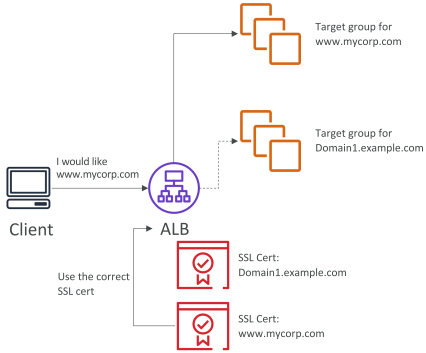 Target group for
www.mycorp.com
Target group for
Domain1.example.com
I would like
www.mycorp.com
Client
ALB
SSL Cert:
Domain1.example.com
Use the correct
SSL cert
SSL Cert:
www.mycorp.com